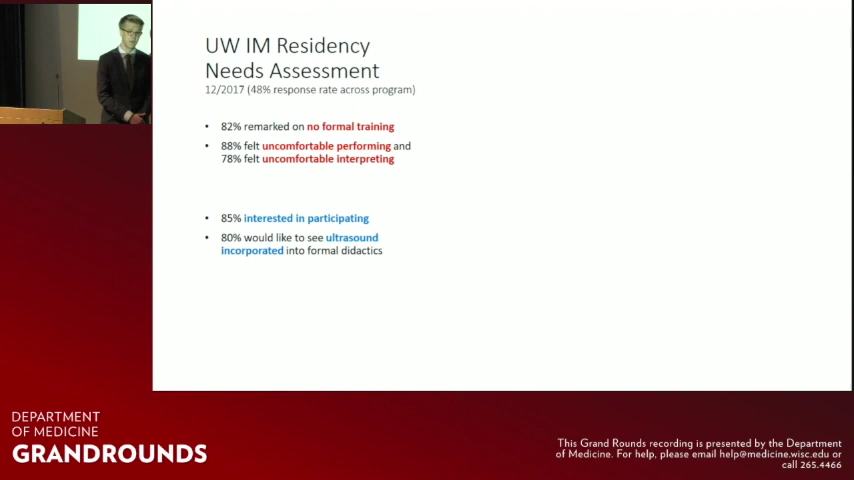 UW IM Residency
Needs Assessment
12/2017 (48% response rate across program)
• 82% remarked on no formal training
• 88% felt uncomfortable performing and
78% felt uncomfortable interpreting
• 85% interested in participating
• 80% would like to see ultrasound
incorporated into formal didactics
DEPARTMENT
OF MEDICINE
GRANDROUNDS
This Grand Rounds recording is presented by the Department
of Medicine. For help, please email help@medicine.wisc.edu or
call 265.4466